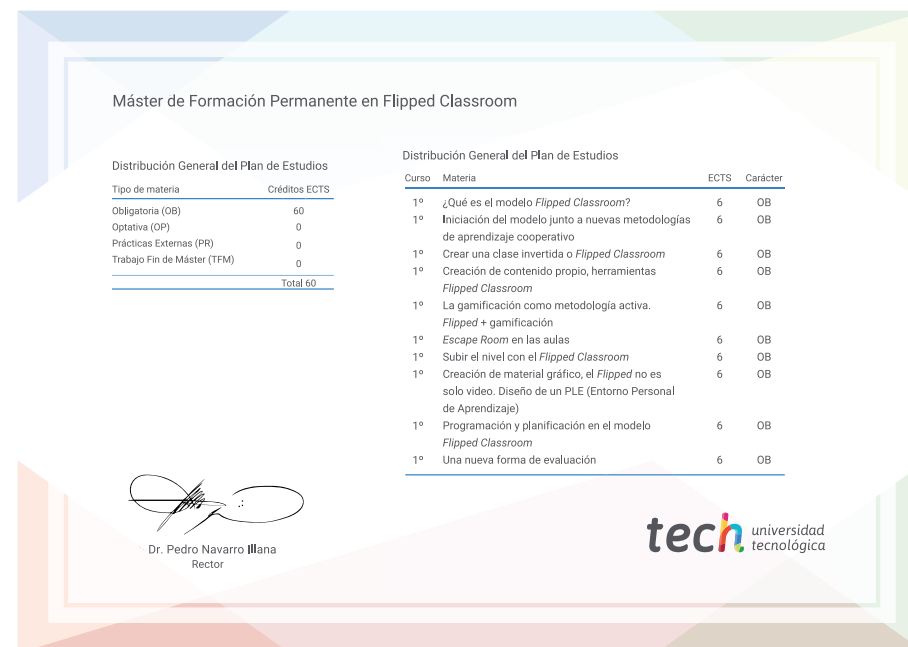 Máster de Formación Permanente en Flipped Classroom
Distribución General del Plan de Estudios
Tipo de materia Créditos ECTS
Obligatoria (OB) 60
Optativa (OP) 0
Prácticas Externas (PR) 0
Trabajo Fin de Máster (TFM) 0
Total 60
Distribución General del Plan de Estudios
Curso Materia ECTS Carácter
1º ¿Qué es el modelo Flipped Classroom? 6 OB
1º Iniciación del modelo junto a nuevas metodologías 6 OB
de aprendizaje cooperativo
1º Crear una clase invertida o Flipped Classroom 6 OB
1º Creación de contenido propio, herramientas 6 OB
Flipped Classroom
1º La gamificación como metodología activa. 6 OB
Flipped + gamificación
1º Escape Room en las aulas 6 OB
1º Subir el nivel con el Flipped Classroom 6 OB
1º Creación de material gráfico, el Flipped no es 6 OB
solo video. Diseño de un PLE (Entorno Personal
de Aprendizaje)
1º Programación y planificación en el modelo 6 OB
Flipped Classroom
1º Una nueva forma de evaluación 6 OB
Dr. Pedro Navarro Illana
Rector
tech universidad
tecnológica